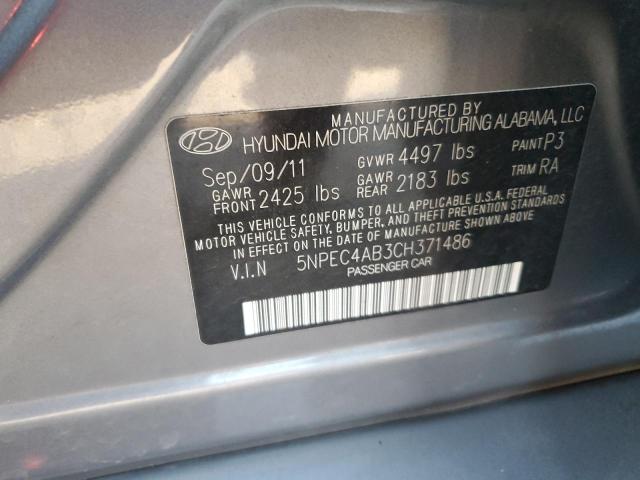 MANUFACTURED BY
HYUNDAI MOTOR MANUFACTURING ALABAMA, LLC
Sep/09/11 GVWR 4497 lbs PAINT P3
GAWR FRONT 2425 lbs GAWR REAR 2183 lbs TRIM RA
THIS VEHICLE CONFORMS TO ALL APPLICABLE U.S.A. FEDERAL
MOTOR VEHICLE SAFETY, BUMPER, AND THEFT PREVENTION STANDARDS
IN EFFECT ON THE DATE OF MANUFACTURE SHOWN ABOVE.
V.I.N 5NPEC4AB3CH371486
PASSENGER CAR